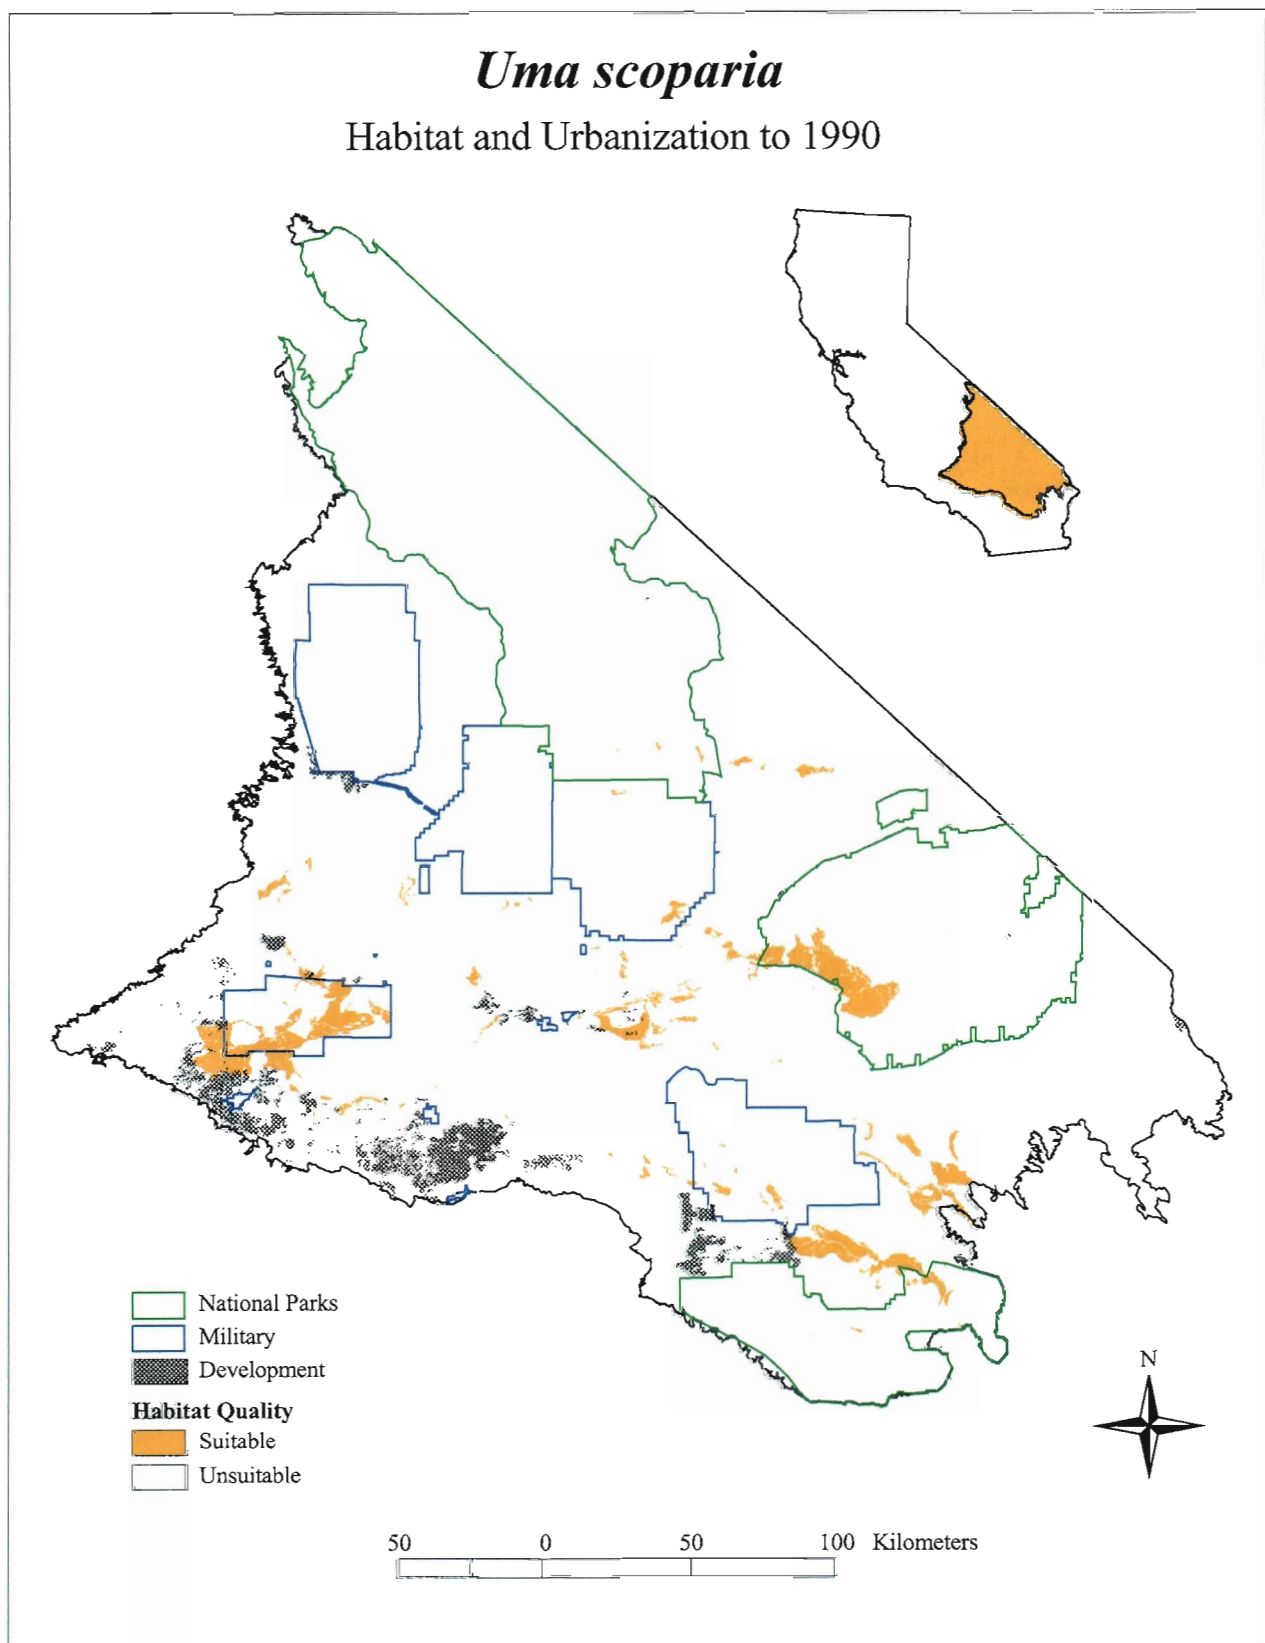 Uma scoparia
Habitat and Urbanization to 1990
National Parks
Military
Development
Habitat Quality
Suitable
Unsuitable
N
50 0 50 100 Kilometers